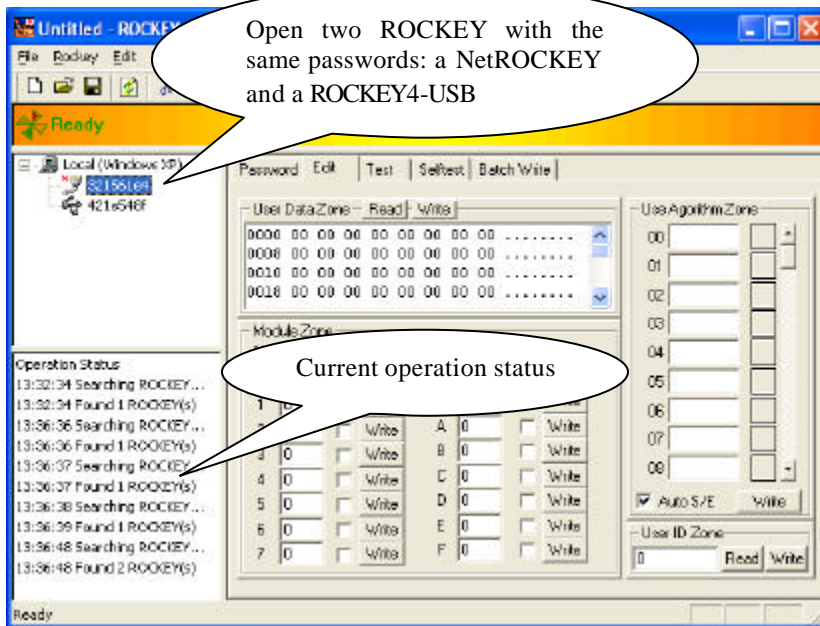 Untitled - ROCKEY
Open two ROCKEY with the
same passwords: a NetROCKEY
and a ROCKEY4-USB
File Rockey Edit
Ready
Local (Windows XP)
321561e4
421e548f
Password Edit Test Selftest Batch Write
User Data Zone Read Write
0000 00 00 00 00 00 00 00 00 ........
0008 00 00 00 00 00 00 00 00 ........
0010 00 00 00 00 00 00 00 00 ........
0018 00 00 00 00 00 00 00 00 ........
Use Agorithm Zone
00
01
02
03
04
05
06
07
08
Auto S/E Write
User ID Zone
0 Read Write
Module Zone
Current operation status
1 0 Write
Write A 0 Write
3 0 Write B 0 Write
4 0 Write C 0 Write
5 0 Write D 0 Write
6 0 Write E 0 Write
7 0 Write F 0 Write
Operation Status
13:32:34 Searching ROCKEY...
13:32:34 Found 1 ROCKEY(s)
13:36:36 Searching ROCKEY...
13:36:36 Found 1 ROCKEY(s)
13:36:37 Searching ROCKEY
13:36:37 Found 1 ROCKEY(s)
13:36:38 Searching ROCKEY...
13:36:39 Found 1 ROCKEY(s)
13:36:48 Searching ROCKEY...
13:36:48 Found 2 ROCKEY(s)
Ready